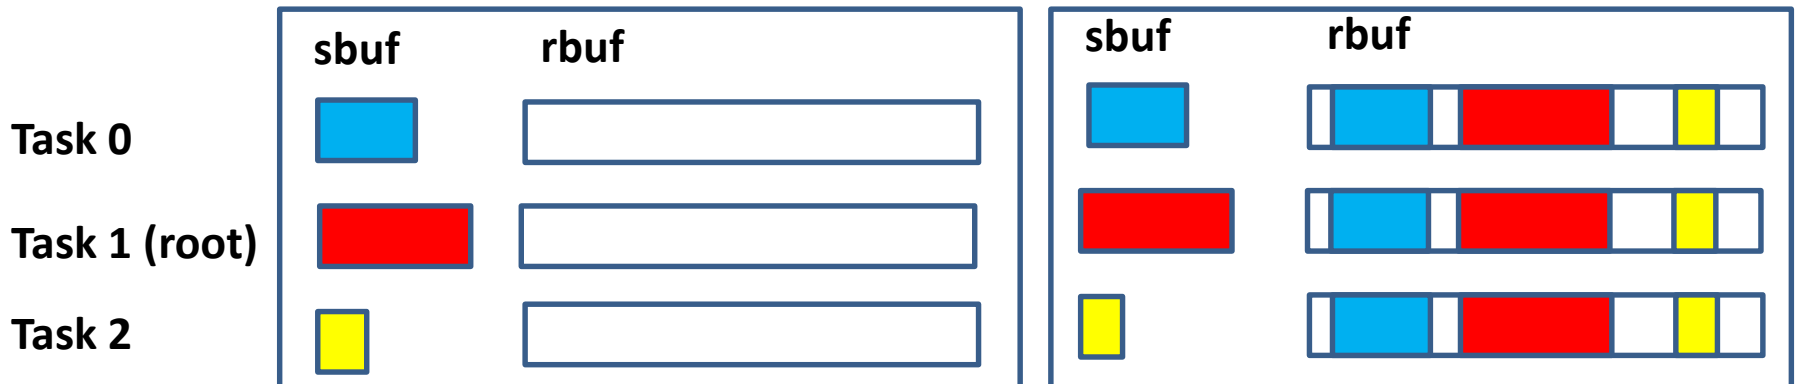 sbuf rbuf sbuf rbuf
Task 0
Task 1 (root)
Task 2